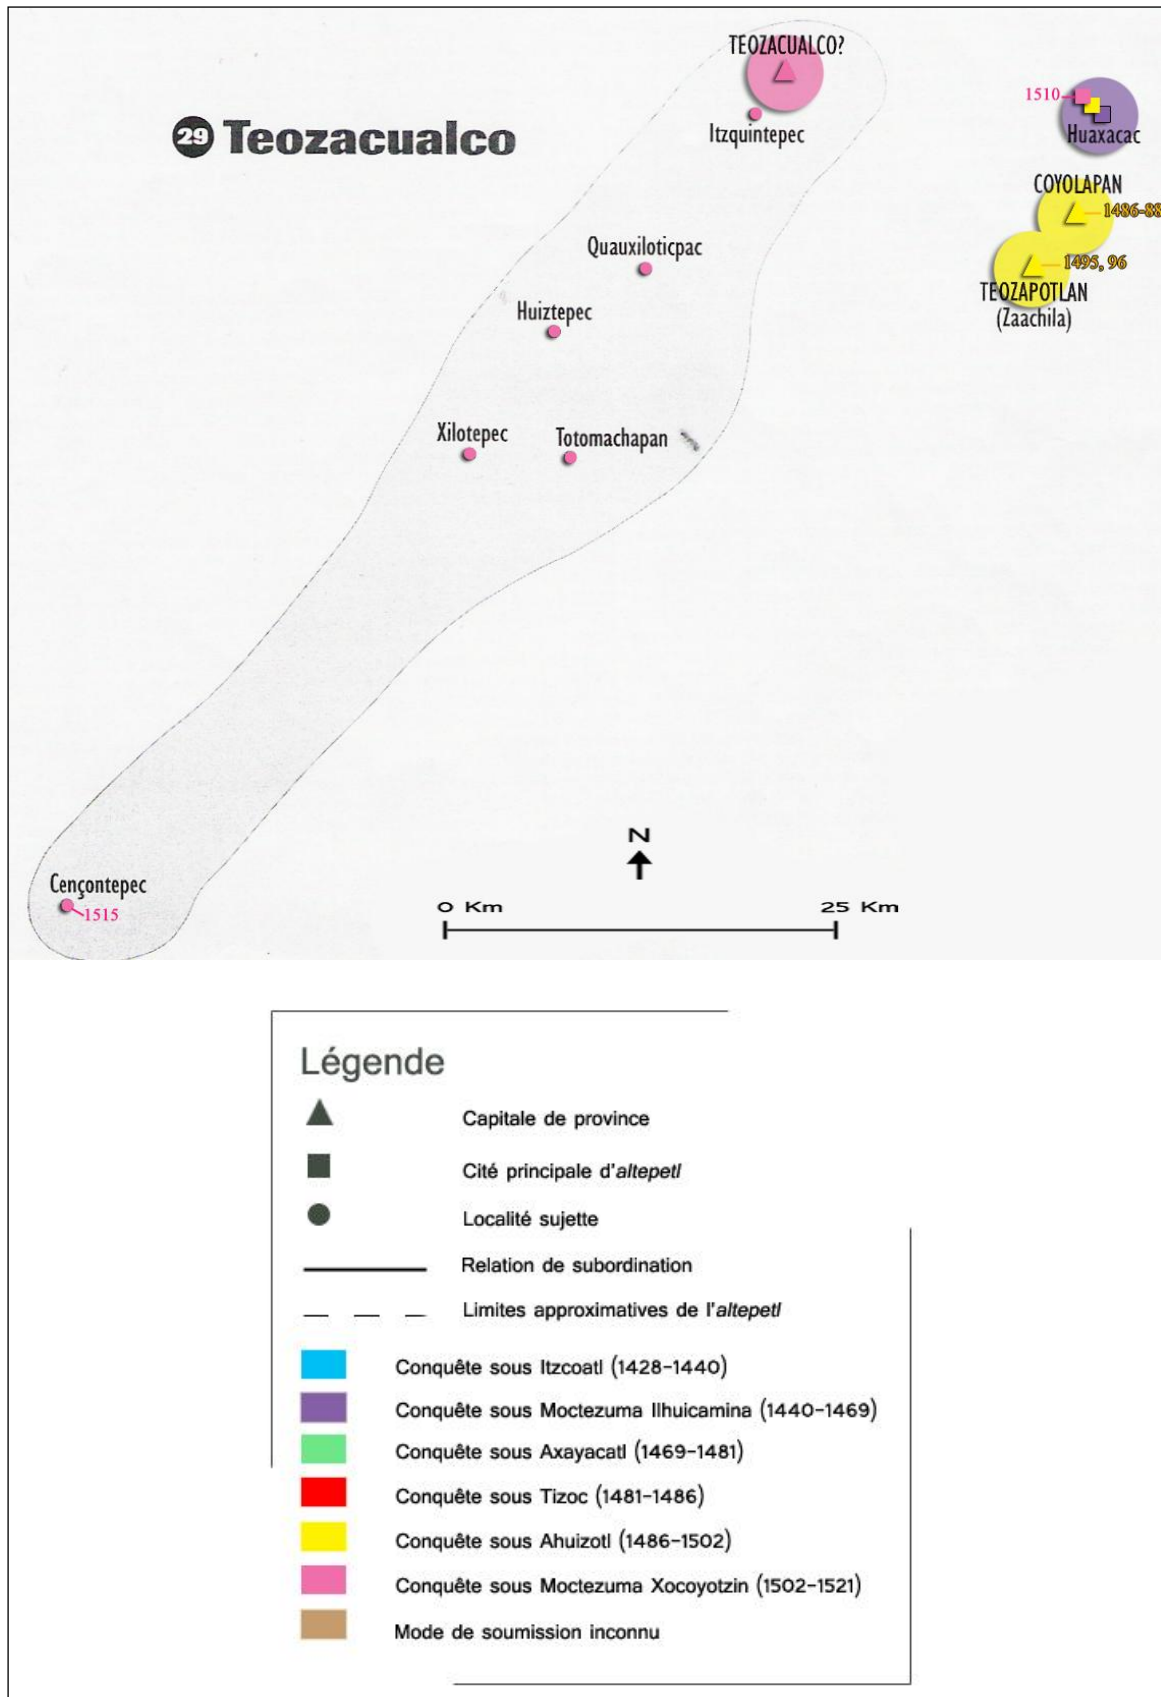 TEOZACUALCO?
1510
29 Teozacualco
Itzquintepec
Huaxacac
COYOLAPAN
1486-88
Quauxiloticpac
1495, 96
TEOZAPOTLAN
(Zaachila)
Huiztepec
Xilotepec
Totomachapan
N
Cençontepec
1515
0 Km
25 Km
Légende
Capitale de province
Cité principale d'altepetl
Localité sujette
Relation de subordination
Limites approximatives de l'altepetl
Conquête sous Itzcoatl (1428-1440)
Conquête sous Moctezuma Ilhuicamina (1440-1469)
Conquête sous Axayacatl (1469-1481)
Conquête sous Tizoc (1481-1486)
Conquête sous Ahuizotl (1486-1502)
Conquête sous Moctezuma Xocoyotzin (1502-1521)
Mode de soumission inconnu